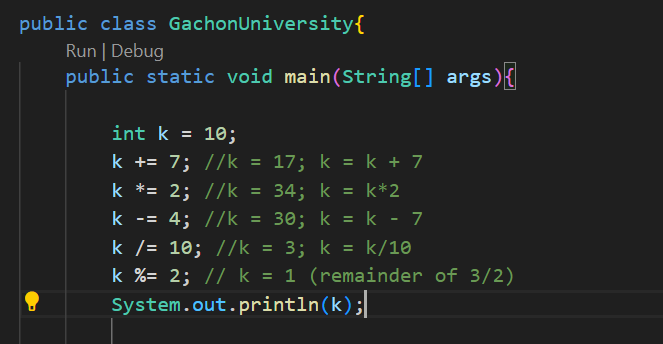 public class GachonUniversity{
Run | Debug
public static void main(String[] args){
int k = 10;
k += 7; //k = 17; k = k + 7
k *= 2; //k = 34; k = k*2
k -= 4; //k = 30; k = k - 7
k /= 10; //k = 3; k = k/10
k %= 2; // k = 1 (remainder of 3/2)
System.out.println(k);